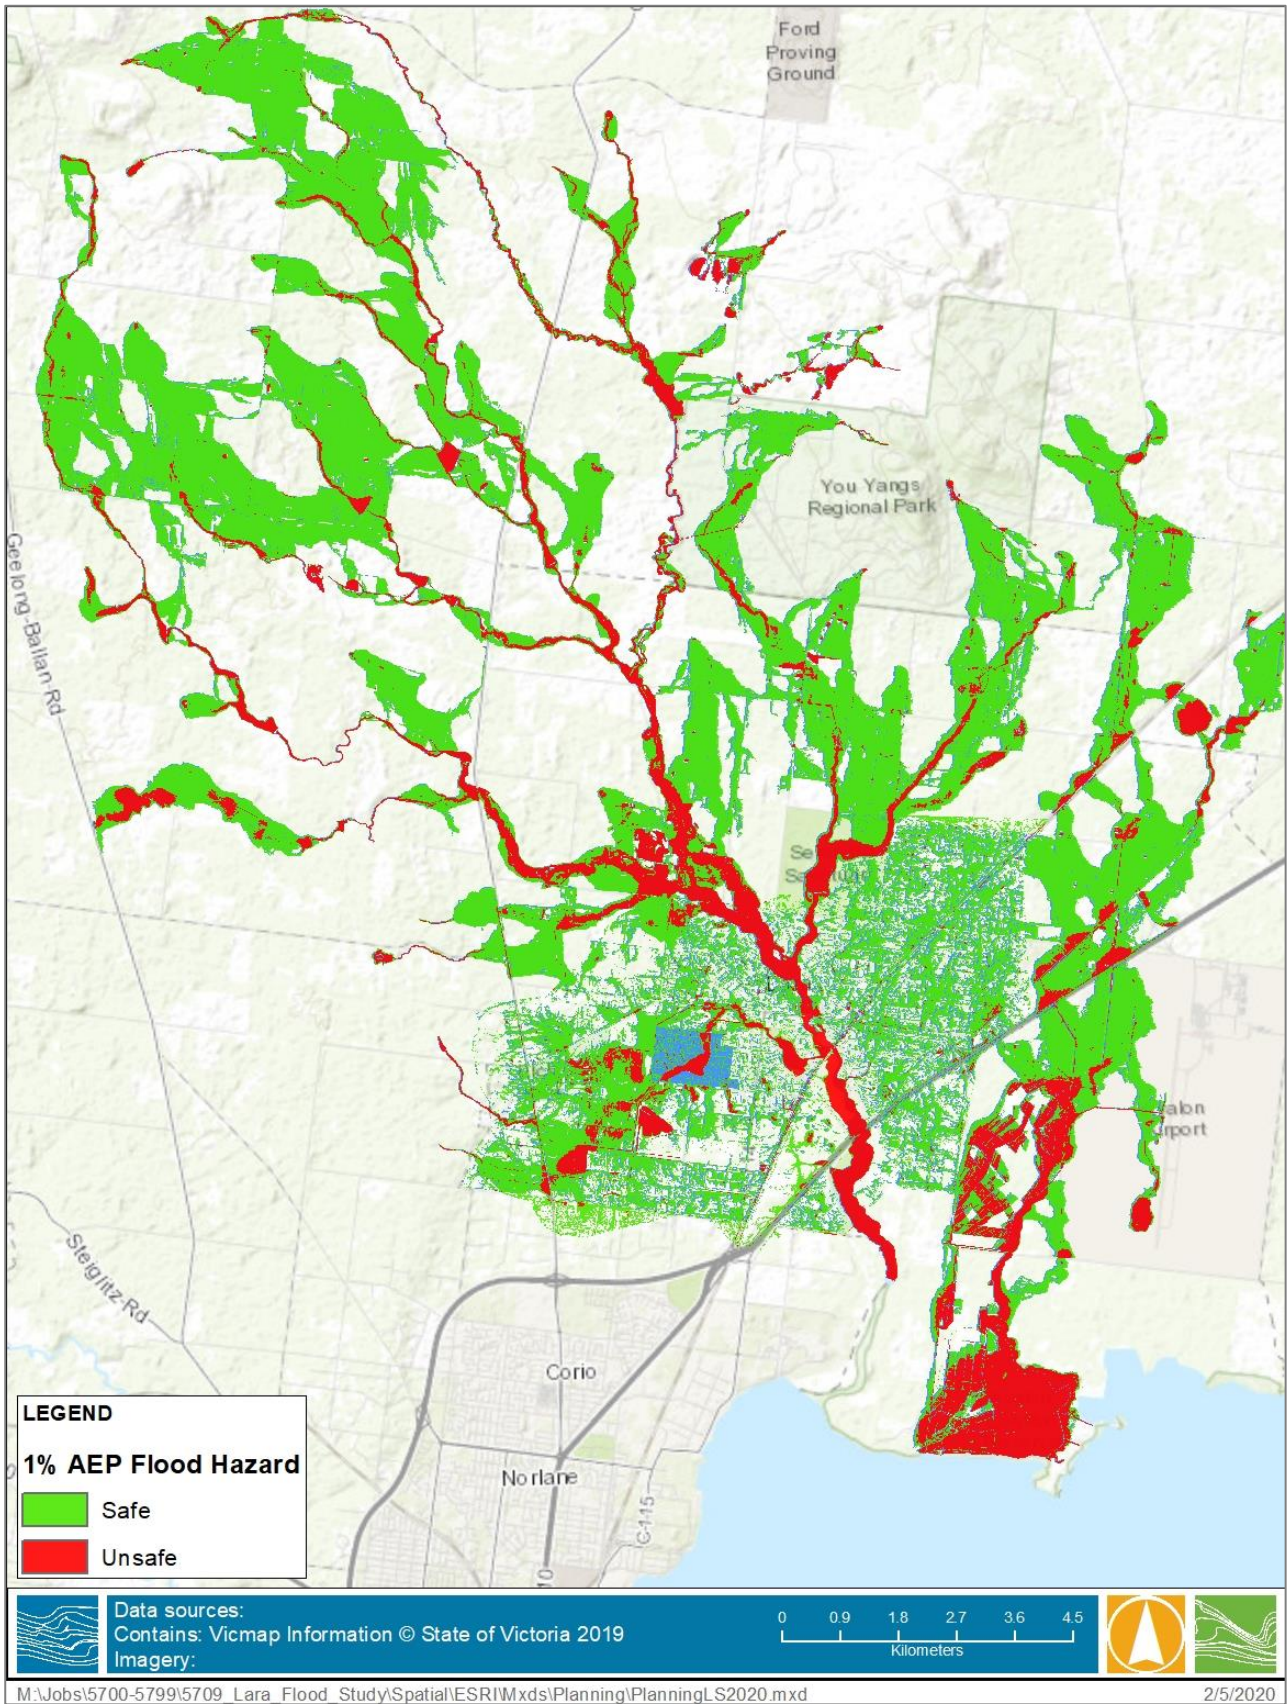 Ford
Proving
Ground
You Yangs
Regional Park
Geelong-Ballan Rd
Steiglitz-Rd
Corio
Norlane
C-115
10
LEGEND
1% AEP Flood Hazard
Safe
Unsafe
Data sources:
Contains: Vicmap Information © State of Victoria 2019
Imagery:
0 0.9 1.8 2.7 3.6 4.5
Kilometers
M:\Jobs\5700-5799\5709_Lara_Flood_Study\Spatial\ESRI\Mxds\Planning\PlanningLS2020.mxd
2/5/2020